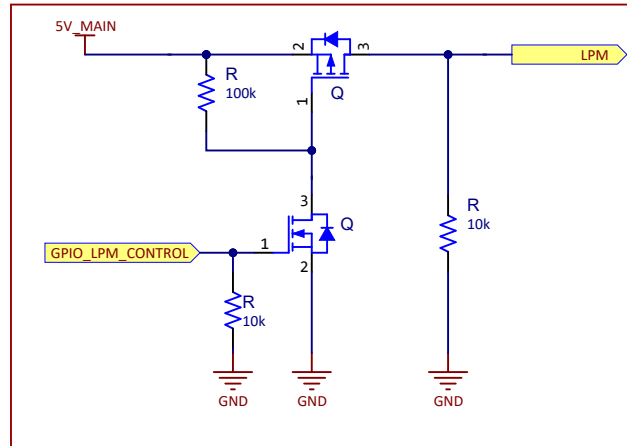 5V_MAIN
2
3
LPM
R
100k
1
Q
3
Q
R
10k
GPIO_LPM_CONTROL
1
2
R
10k
GND
GND
GND